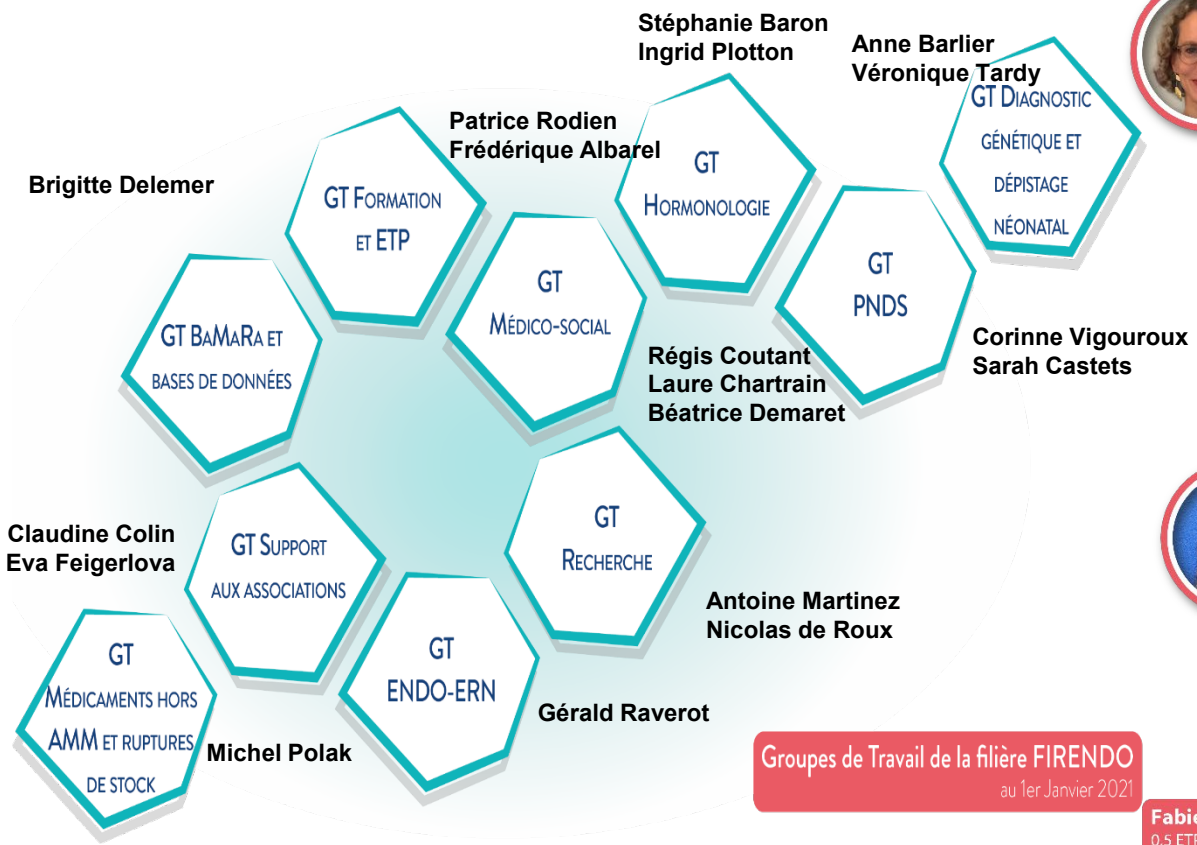 Stéphanie Baron
Ingrid Plotton
Anne Barlier
Véronique Tardy
GT DIAGNOSTIC
GÉNÉTIQUE ET
DÉPISTAGE
NÉONATAL
Patrice Rodien
Frédérique Albarel
GT
HORMONOLOGIE
Brigitte Delemer
GT FORMATION
ET ETP
GT
MÉDICO-SOCIAL
GT
PNDS
GT BAMARA ET
BASES DE DONNÉES
Corinne Vigouroux
Sarah Castets
Régis Coutant
Laure Chartrain
Béatrice Demaret
Claudine Colin
Eva Feigerlova
GT SUPPORT
AUX ASSOCIATIONS
GT
RECHERCHE
Antoine Martinez
Nicolas de Roux
GT
MÉDICAMENTS HORS
AMM ET RUPTURES
DE STOCK
GT
ENDO-ERN
Gérald Raverot
Michel Polak
Groupes de Travail de la filière FIRENDO
au 1er Janvier 2021
0.5 ETP